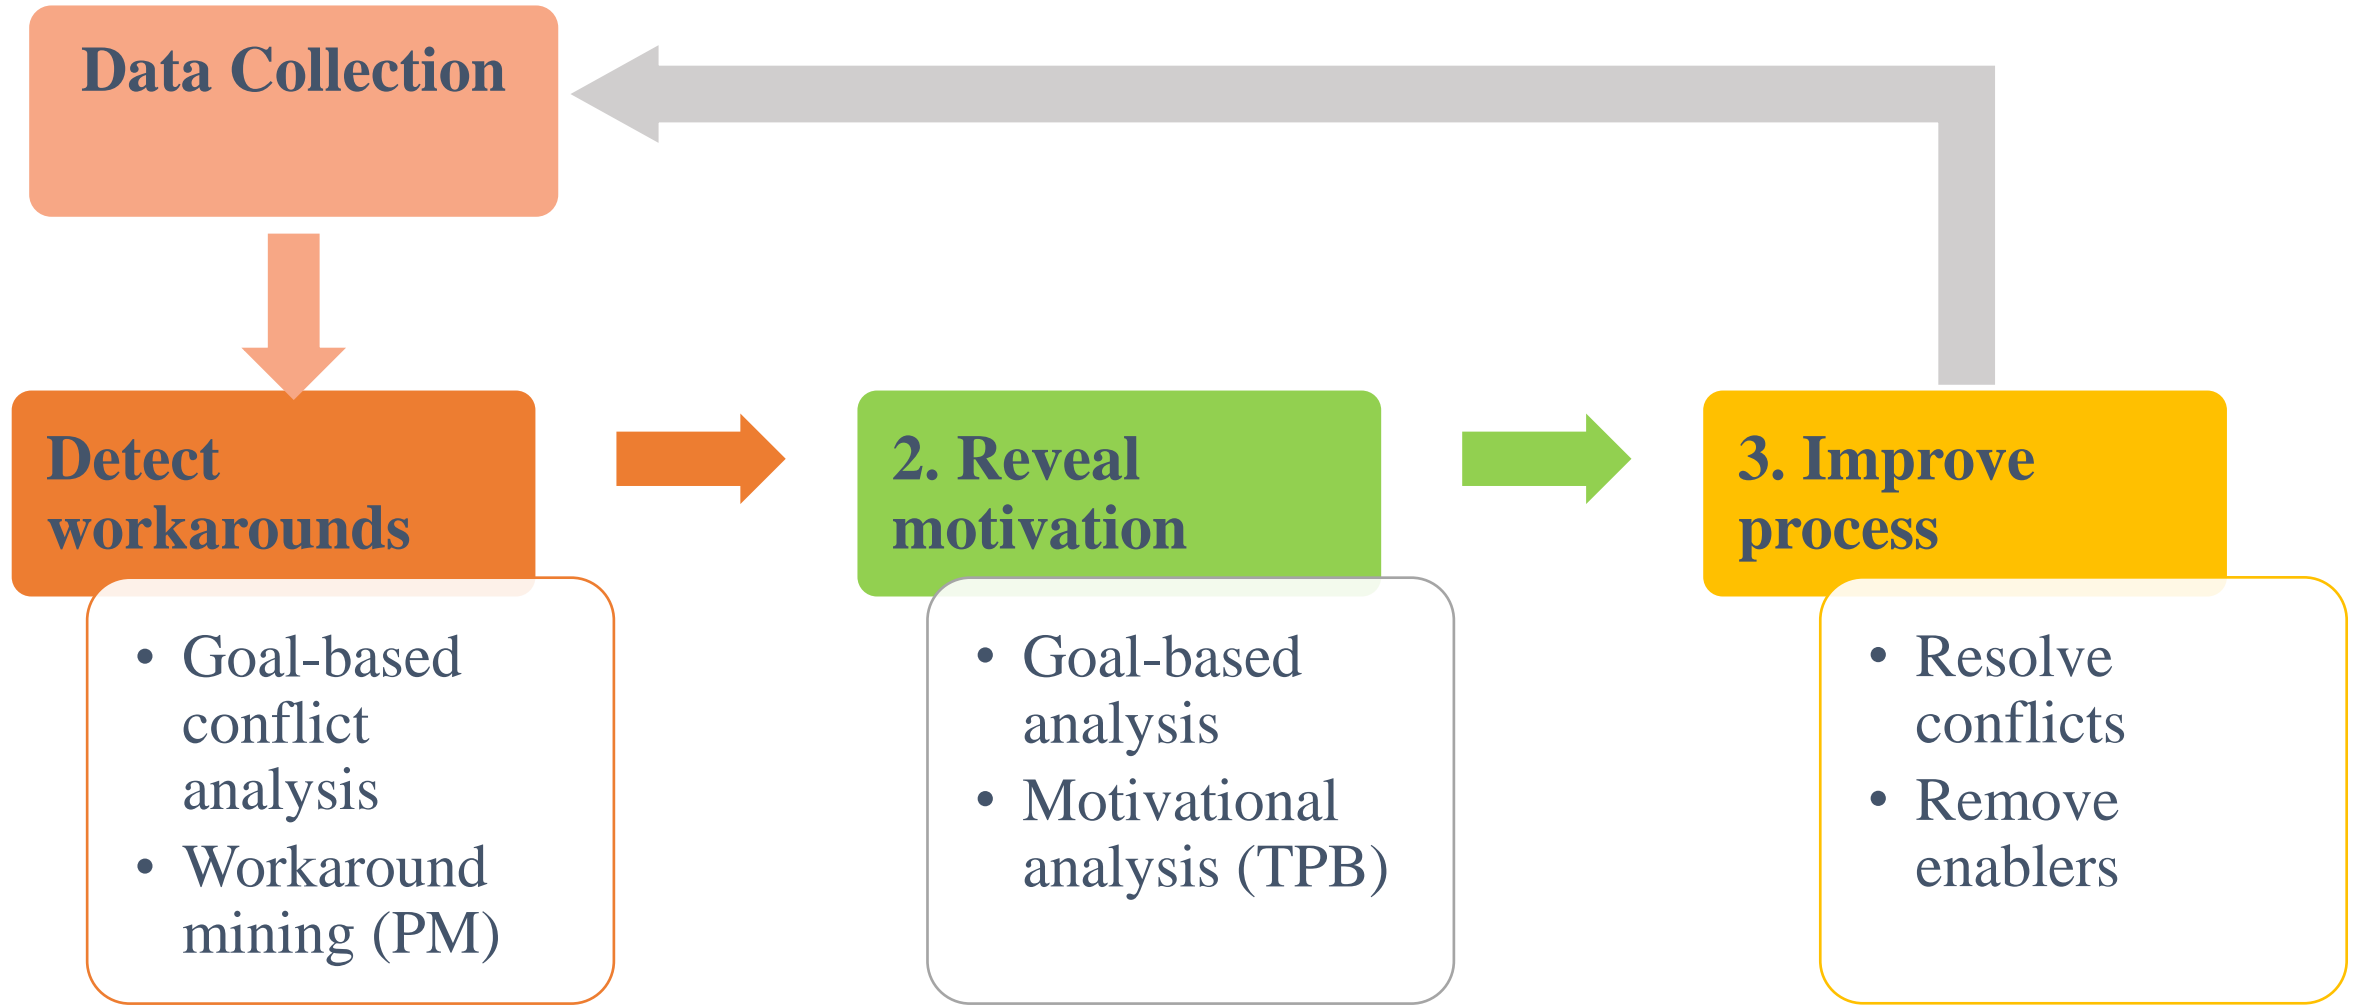 Data Collection
Detect
workarounds
• Goal-based
conflict
analysis
• Workaround
mining (PM)
2. Reveal
motivation
• Goal-based
analysis
• Motivational
analysis (TPB)
3. Improve
process
• Resolve
conflicts
• Remove
enablers